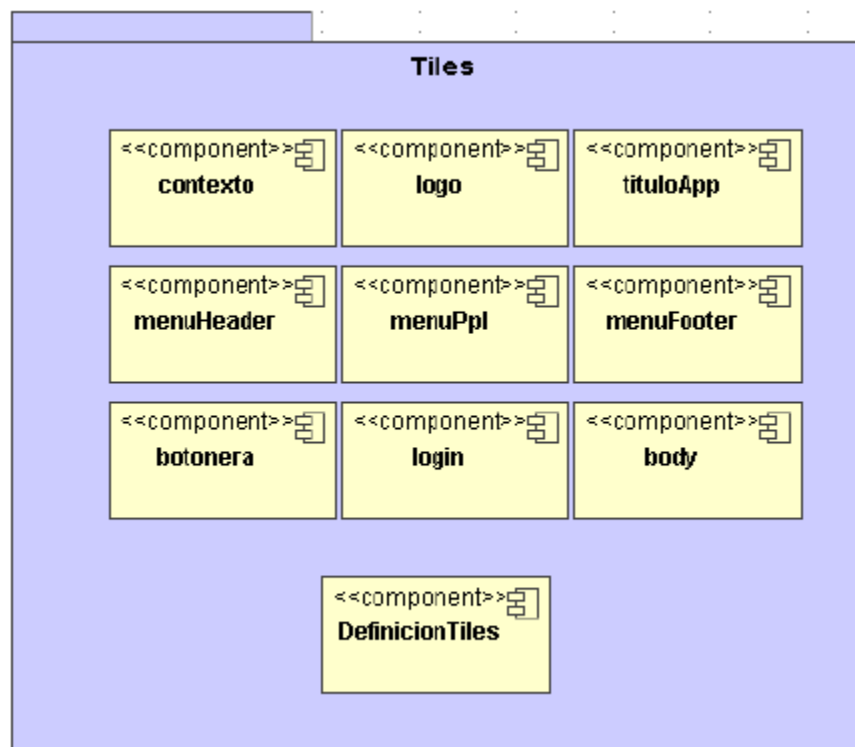 Tiles
<<component>> <<component>> <<component>>
contexto logo tituloApp
<<component>> <<component>> <<component>>
menuHeader menuPpl menuFooter
<<component>> <<component>> <<component>>
botonera login body
<<component>>
DefinicionTiles